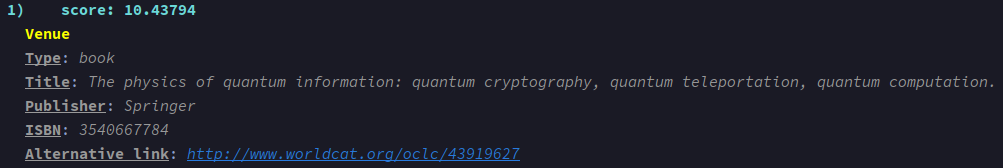 1) score: 10.43794
Venue
Type: book
Title: The physics of quantum information: quantum cryptography, quantum teleportation, quantum computation.
Publisher: Springer
ISBN: 3540667784
Alternative link: http://www.worldcat.org/oclc/43919627